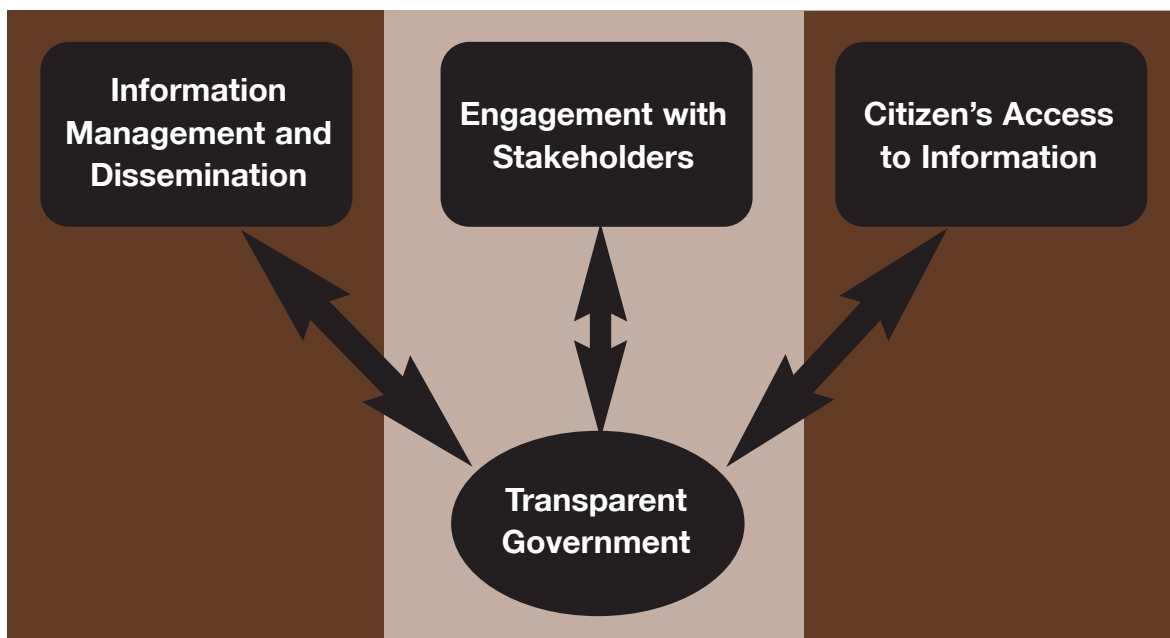 Information
Management and
Dissemination
Engagement with
Stakeholders
Citizen’s Access
to Information
Transparent
Government